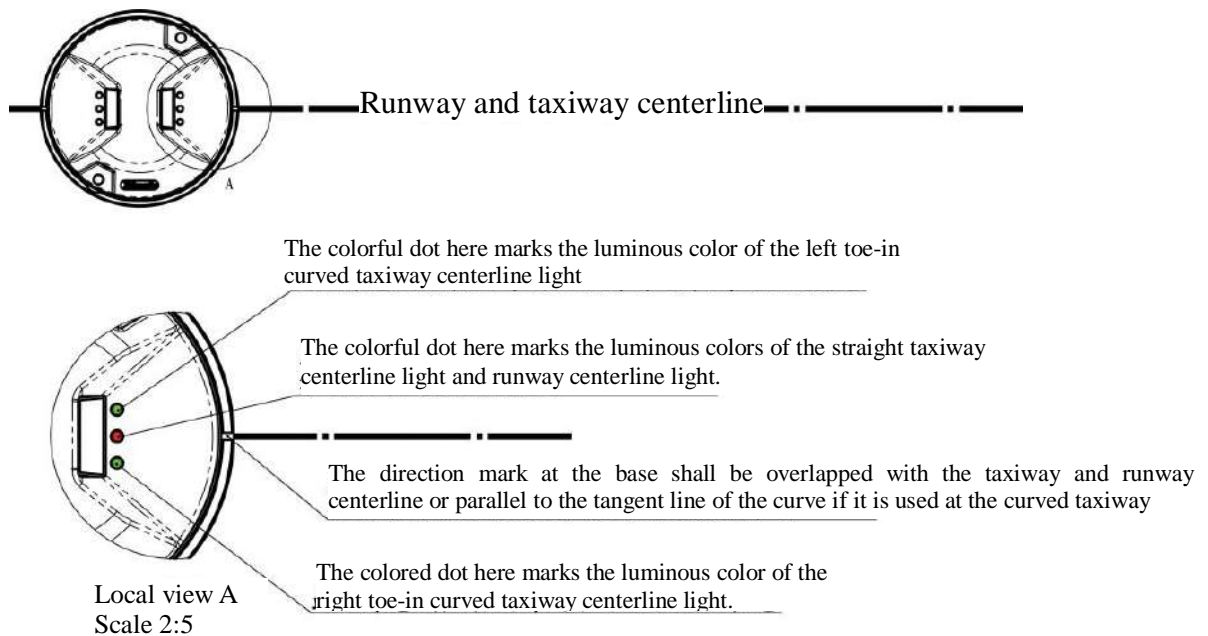 Runway and taxiway centerline
A
The colorful dot here marks the luminous color of the left toe-in
curved taxiway centerline light
The colorful dot here marks the luminous colors of the straight taxiway
centerline light and runway centerline light.
The direction mark at the base shall be overlapped with the taxiway and runway
centerline or parallel to the tangent line of the curve if it is used at the curved taxiway
The colored dot here marks the luminous color of the
right toe-in curved taxiway centerline light.
Local view A
Scale 2:5